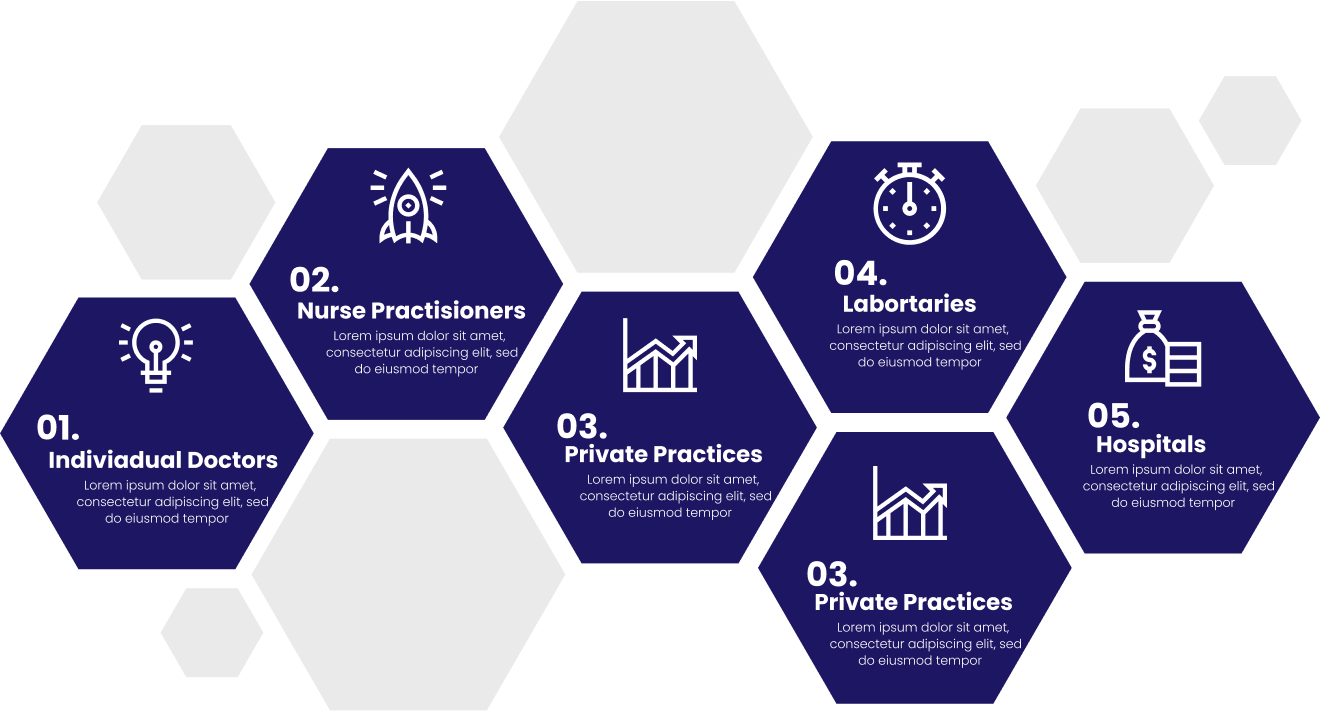 01.
Indiviadual Doctors
Lorem ipsum dolor sit amet,
consectetur adipiscing elit, sed
do eiusmod tempor
02.
Nurse Practisioners
Lorem ipsum dolor sit amet,
consectetur adipiscing elit, sed
do eiusmod tempor
03.
Private Practices
Lorem ipsum dolor sit amet,
consectetur adipiscing elit, sed
do eiusmod tempor
04.
Labortaries
Lorem ipsum dolor sit amet,
consectetur adipiscing elit, sed
do eiusmod tempor
03.
Private Practices
Lorem ipsum dolor sit amet,
consectetur adipiscing elit, sed
do eiusmod tempor
$
05.
Hospitals
Lorem ipsum dolor sit amet,
consectetur adipiscing elit, sed
do eiusmod tempor